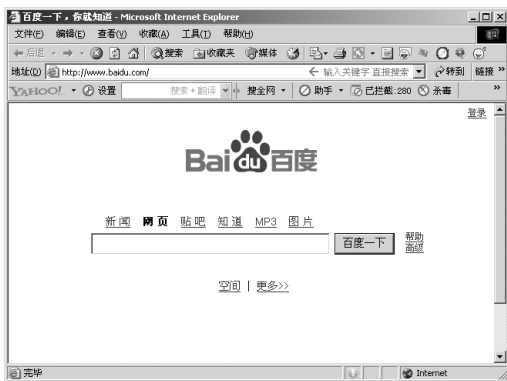 百度一下，你就知道 - Microsoft Internet Explorer
文件(F) 编辑(E) 查看(V) 收藏(A) 工具(T) 帮助(H)
后退 搜索 收藏夹 媒体
地址(D) http://www.baidu.com/ 输入关键字 直接搜索 转到 链接 »
YAHOO! 设置 搜索+翻译 搜全网 助手 已拦截:280 杀毒 »
登录
Bai du 百度
新闻 网页 贴吧 知道 MP3 图片
百度一下 帮助
高级
空间 | 更多>>
完毕 Internet